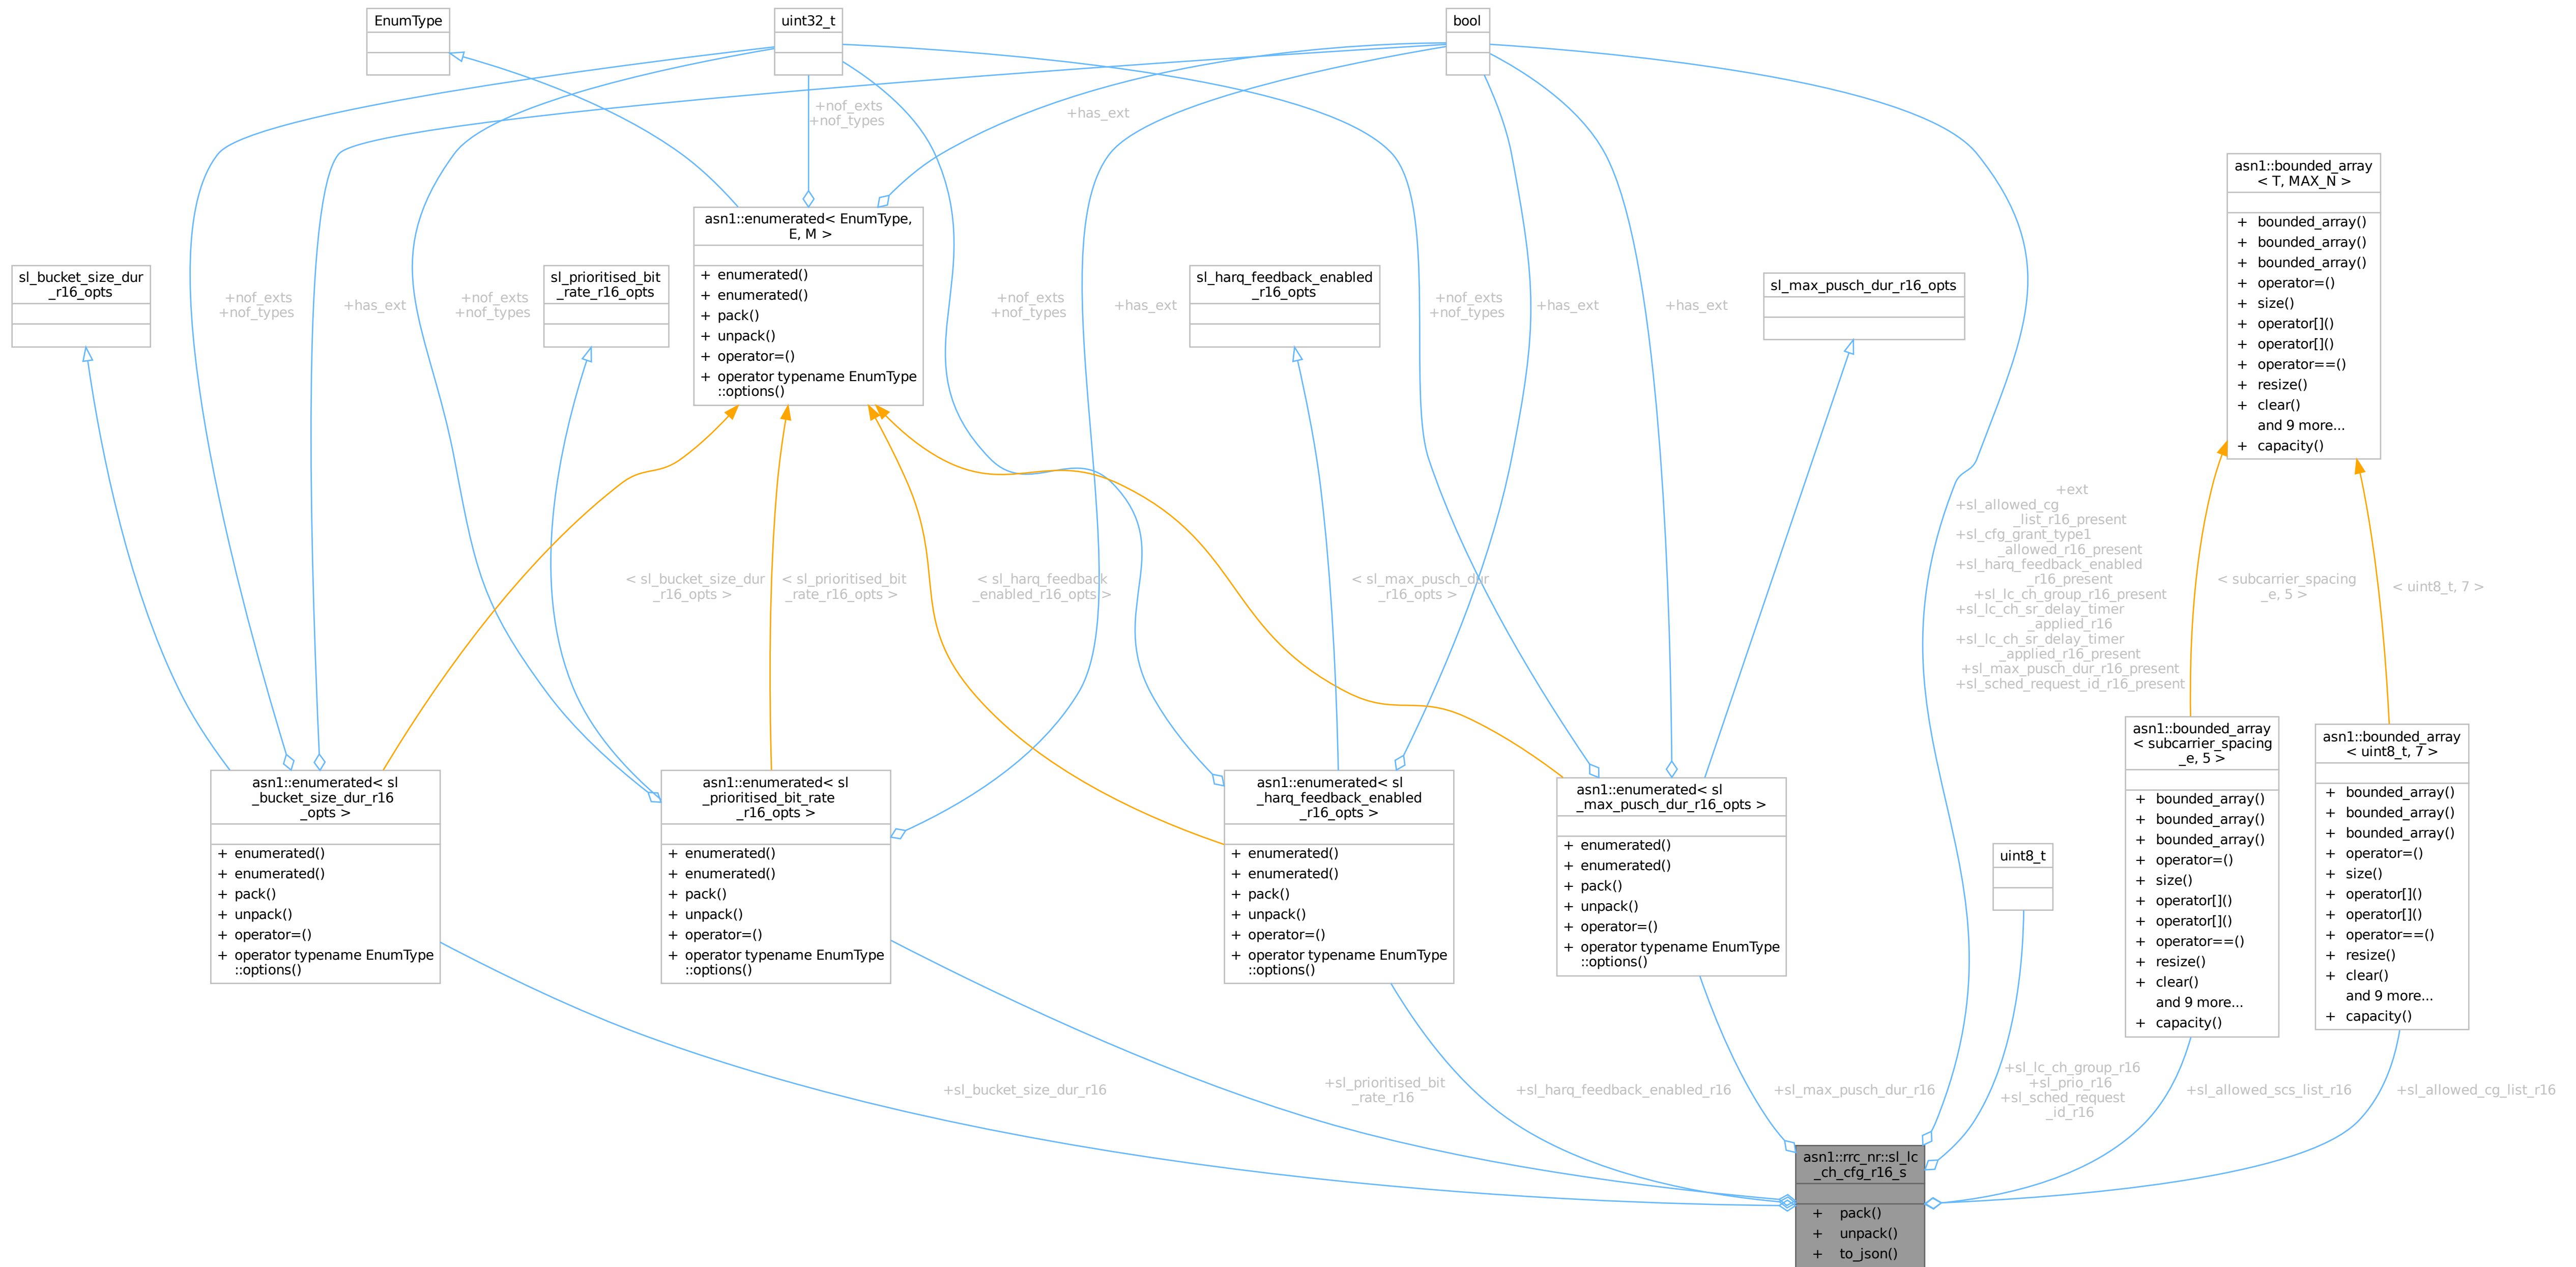 EnumType
uint32_t
bool
+nof_exts
+nof_types
+has_ext
asn1::bounded_array
< T, MAX_N >
+ bounded_array()
+ bounded_array()
+ bounded_array()
+ operator=()
+ size()
+ operator[]()
+ operator[]()
+ operator==()
+ resize()
+ clear()
and 9 more...
+ capacity()
asn1::enumerated< EnumType,
E, M >
+ enumerated()
+ enumerated()
+ pack()
+ unpack()
+ operator=()
+ operator typename EnumType
::options()
sl_bucket_size_dur
_r16_opts
+nof_exts
+nof_types
+has_ext
+nof_exts
+nof_types
sl_prioritised_bit
_rate_r16_opts
+nof_exts
+nof_types
+has_ext
sl_harq_feedback_enabled
_r16_opts
+nof_exts
+nof_types
+has_ext
+has_ext
sl_max_pusch_dur_r16_opts
+ext
+sl_allowed_cg
_list_r16_present
+sl_cfg_grant_type1
_allowed_r16_present
+sl_harq_feedback_enabled
_r16_present
+sl_lc_ch_group_r16_present
+sl_lc_ch_sr_delay_timer
_applied_r16
+sl_lc_ch_sr_delay_timer
_applied_r16_present
+sl_max_pusch_dur_r16_present
+sl_sched_request_id_r16_present
< sl_bucket_size_dur
_r16_opts >
< sl_prioritised_bit
_rate_r16_opts >
< sl_harq_feedback
_enabled_r16_opts >
< sl_max_pusch_dur
_r16_opts >
< subcarrier_spacing
_e, 5 >
< uint8_t, 7 >
asn1::enumerated< sl
_bucket_size_dur_r16
_opts >
+ enumerated()
+ enumerated()
+ pack()
+ unpack()
+ operator=()
+ operator typename EnumType
::options()
asn1::enumerated< sl
_prioritised_bit_rate
_r16_opts >
+ enumerated()
+ enumerated()
+ pack()
+ unpack()
+ operator=()
+ operator typename EnumType
::options()
asn1::enumerated< sl
_harq_feedback_enabled
_r16_opts >
+ enumerated()
+ enumerated()
+ pack()
+ unpack()
+ operator=()
+ operator typename EnumType
::options()
asn1::enumerated< sl
_max_pusch_dur_r16_opts >
+ enumerated()
+ enumerated()
+ pack()
+ unpack()
+ operator=()
+ operator typename EnumType
::options()
uint8_t
asn1::bounded_array
< subcarrier_spacing
_e, 5 >
+ bounded_array()
+ bounded_array()
+ bounded_array()
+ operator=()
+ size()
+ operator[]()
+ operator[]()
+ operator==()
+ resize()
+ clear()
and 9 more...
+ capacity()
asn1::bounded_array
< uint8_t, 7 >
+ bounded_array()
+ bounded_array()
+ bounded_array()
+ operator=()
+ size()
+ operator[]()
+ operator[]()
+ operator==()
+ resize()
+ clear()
and 9 more...
+ capacity()
+sl_bucket_size_dur_r16
+sl_prioritised_bit
_rate_r16
+sl_harq_feedback_enabled_r16
+sl_max_pusch_dur_r16
+sl_lc_ch_group_r16
+sl_prio_r16
+sl_sched_request
_id_r16
+sl_allowed_scs_list_r16
+sl_allowed_cg_list_r16
asn1::rrc_nr::sl_lc
_ch_cfg_r16_s
+ pack()
+ unpack()
+ to_json()